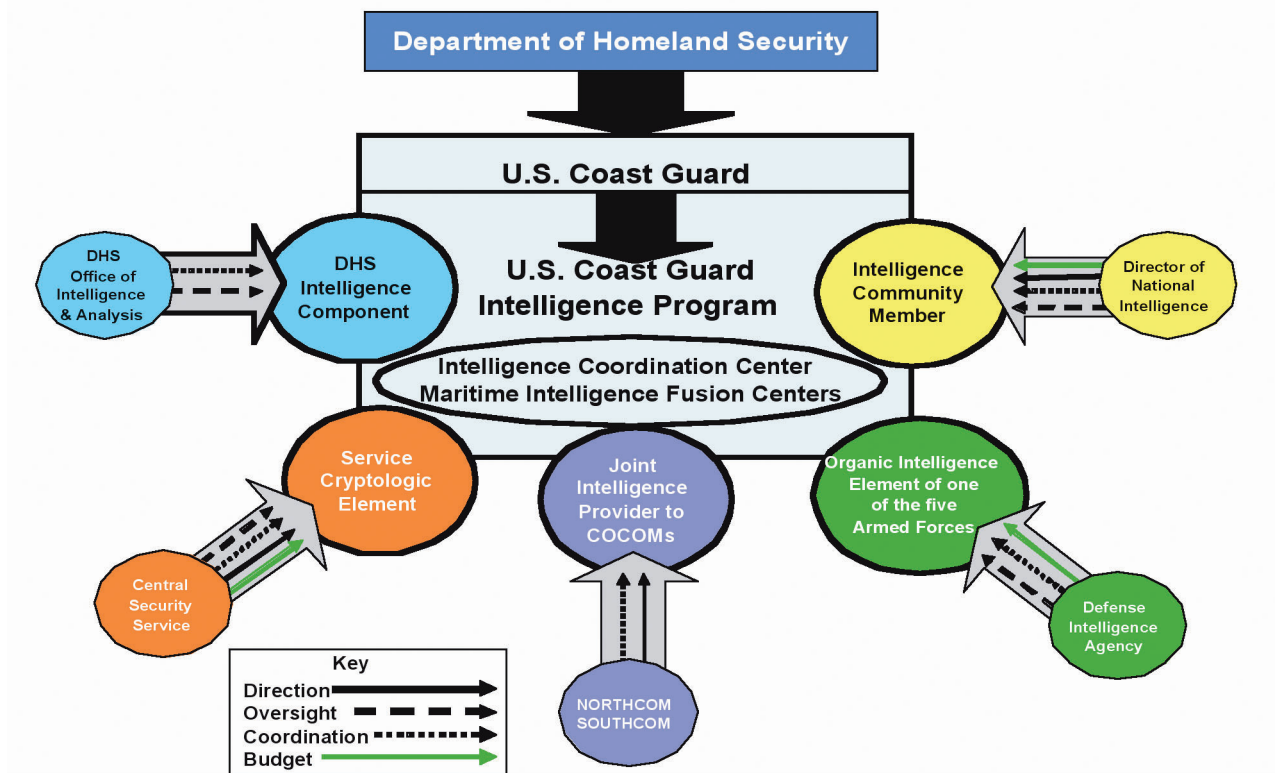 Department of Homeland Security
U.S. Coast Guard
U.S. Coast Guard
Intelligence Program
Intelligence Coordination Center
Maritime Intelligence Fusion Centers
DHS
Office of
Intelligence
& Analysis
DHS
Intelligence
Component
Intelligence
Community
Member
Director of
National
Intelligence
Service
Cryptologic
Element
Joint
Intelligence
Provider to
COCOMs
Organic Intelligence
Element of one
of the five
Armed Forces
Central
Security
Service
NORTHCOM
SOUTHCOM
Defense
Intelligence
Agency
Key
Direction
Oversight
Coordination
Budget